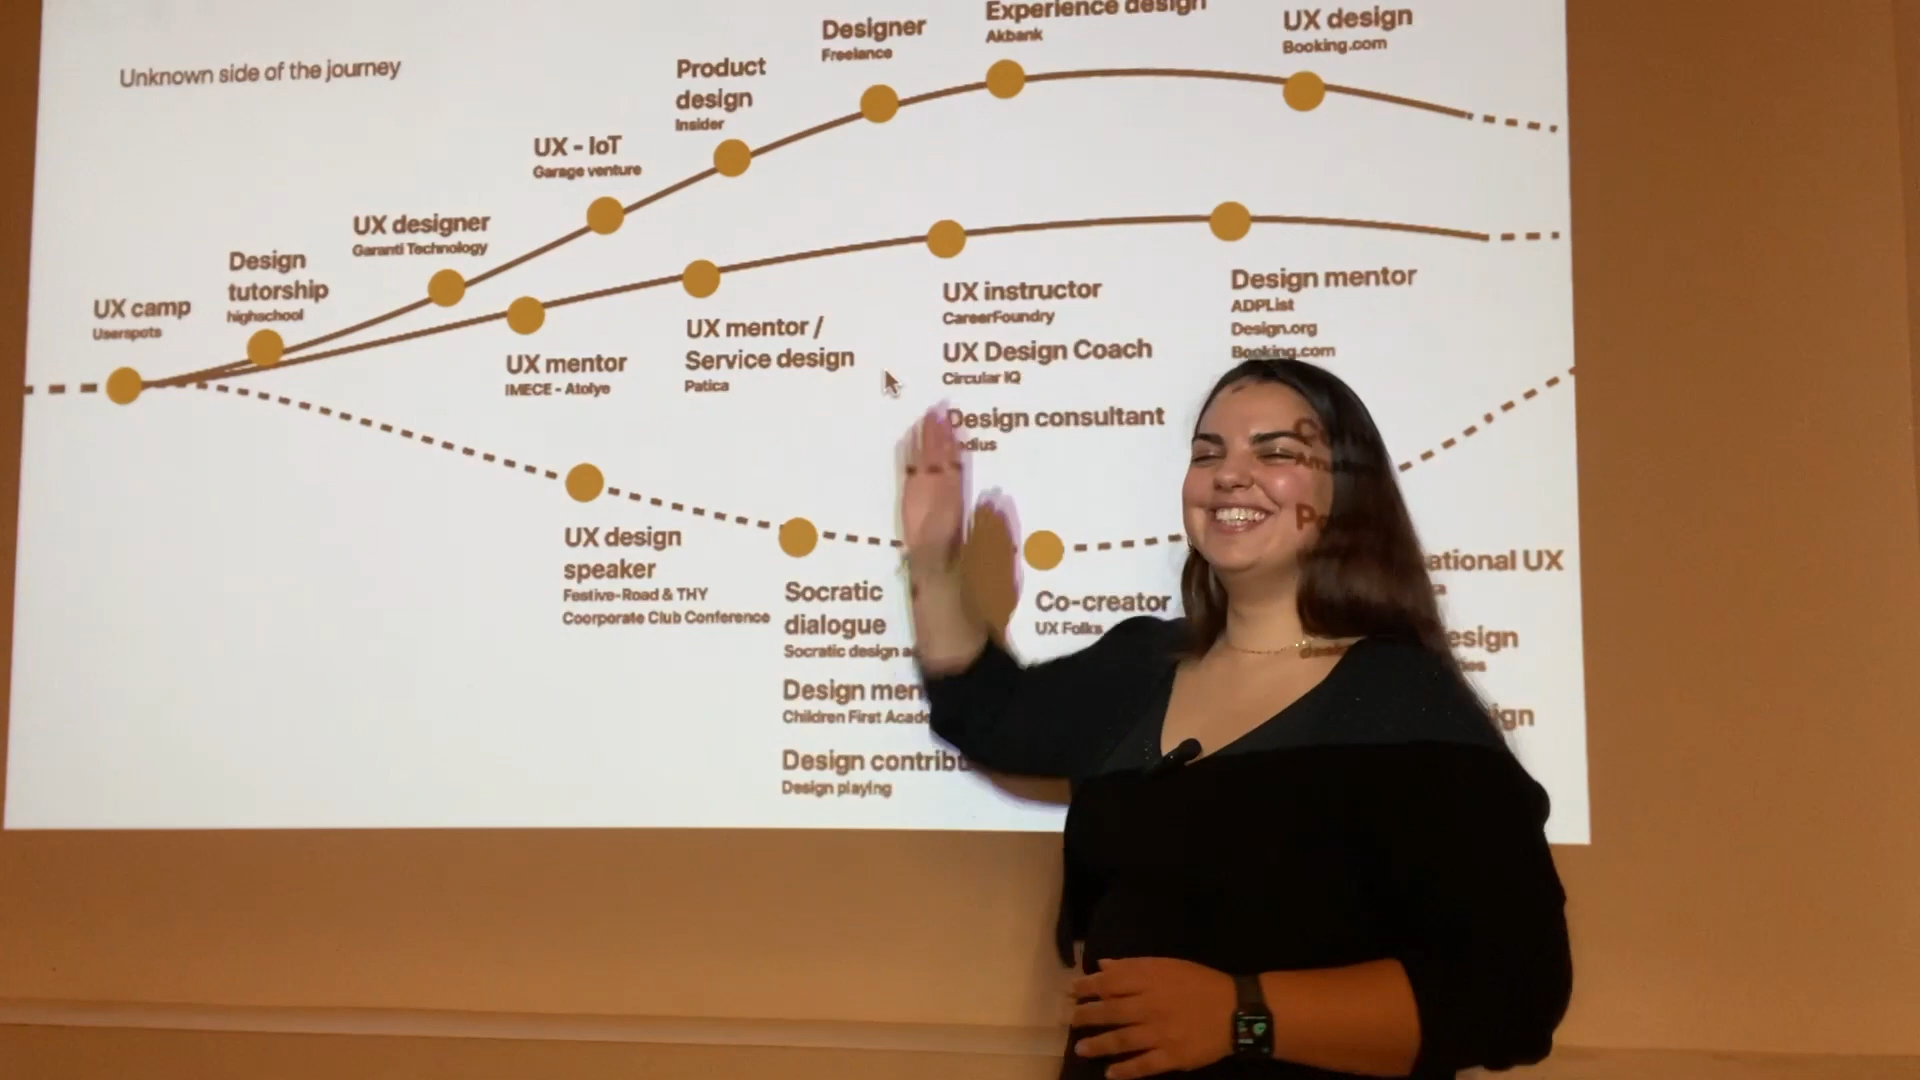 Unknown side of the journey
Designer
Freelance
Experience design
Akbank
UX design
Booking.com
Product
design
Insider
UX - IoT
Garage venture
UX designer
Garanti Technology
Design
tutorship
highschool
UX camp
Userspots
UX mentor
IMECE - Atolye
UX mentor /
Service design
Patica
UX instructor
CareerFoundry
UX Design Coach
Circular IQ
Design consultant
Design mentor
ADPList
Design.org
Booking.com
UX design
speaker
Festive-Road & THY
Coorporate Club Conference
Socratic
dialogue
Socratic design
Design
Children First
Design
Design playing
Co-creator
UX Folks
UX